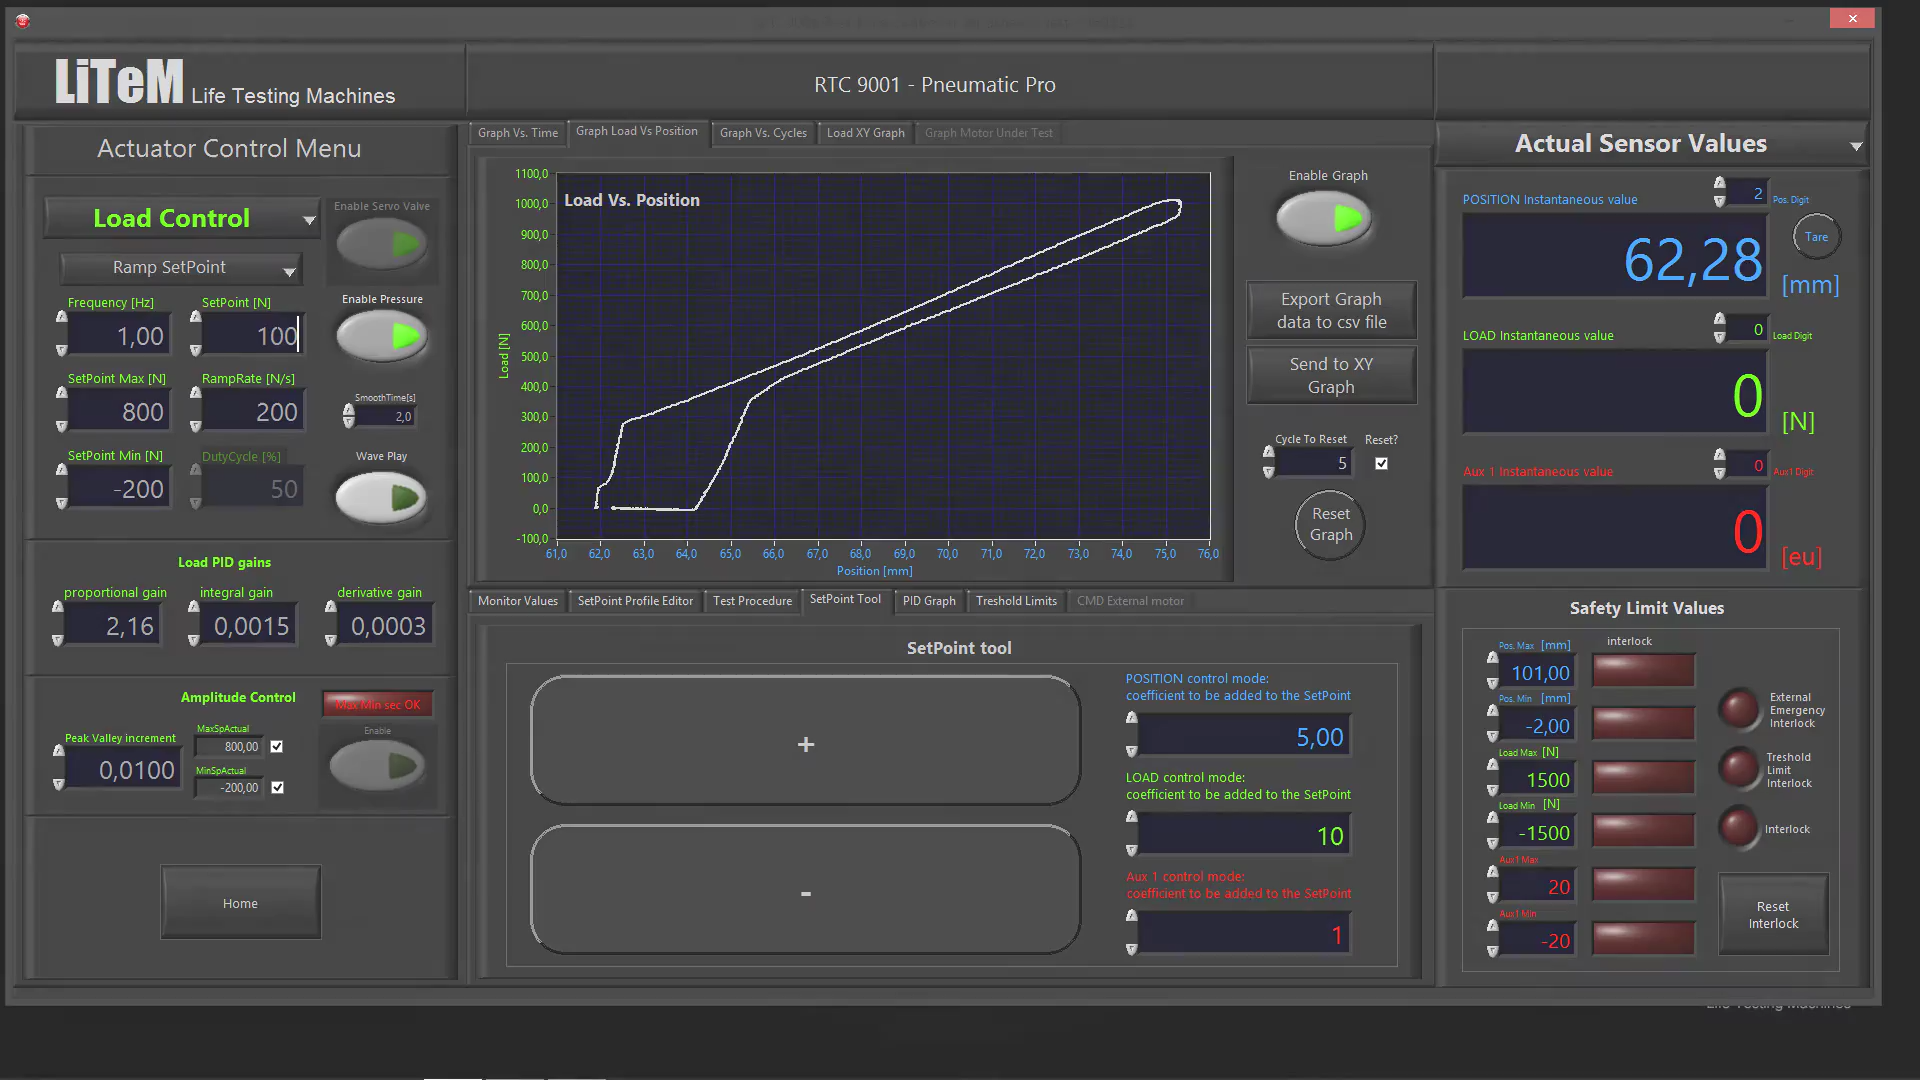 LiTeM Life Testing Machines
RTC 9001 - Pneumatic Pro
Actuator Control Menu
Load Control
Enable Servo Valve
Ramp SetPoint
Frequency [Hz]
SetPoint [N]
Enable Pressure
1,00
100
SetPoint Max [N]
RampRate [N/s]
SmoothTime[s]
800
200
2,0
SetPoint Min [N]
DutyCycle [%]
Wave Play
-200
50
Load PID gains
proportional gain
integral gain
derivative gain
2,16
0,0015
0,0003
Amplitude Control
Max Min sec OK
Peak Valley increment
MaxSpActual
Enable
800,00
0,0100
MinSpActual
-200,00
Home
Graph Vs. Time
Graph Load Vs Position
Graph Vs. Cycles
Load XY Graph
Graph Motor Under Test
Load Vs. Position
1100,0
1000,0
900,0
800,0
700,0
600,0
500,0
400,0
300,0
200,0
100,0
0,0
-100,0
Load [N]
61,0
62,0
63,0
64,0
65,0
66,0
67,0
68,0
69,0
70,0
71,0
72,0
73,0
74,0
75,0
76,0
Position [mm]
Enable Graph
Export Graph
data to csv file
Send to XY
Graph
Cycle To Reset
Reset?
5
Reset
Graph
Monitor Values
SetPoint Profile Editor
Test Procedure
SetPoint Tool
PID Graph
Treshold Limits
CMD External motor
SetPoint tool
+
-
POSITION control mode:
coefficient to be added to the SetPoint
5,00
LOAD control mode:
coefficient to be added to the SetPoint
10
Aux 1 control mode:
coefficient to be added to the SetPoint
1
Actual Sensor Values
POSITION Instantaneous value
2
Pos. Digit
62,28
Tare
[mm]
LOAD Instantaneous value
0
Load Digit
0
[N]
Aux 1 Instantaneous value
0
Aux1 Digit
0
[eu]
Safety Limit Values
Pos. Max [mm]
interlock
101,00
Pos. Min [mm]
-2,00
Load Max [N]
1500
Load Min [N]
-1500
Aux1 Max
20
Aux1 Min
-20
External
Emergency
Interlock
Treshold
Limit
Interlock
Interlock
Reset
Interlock
Life Testing Machines